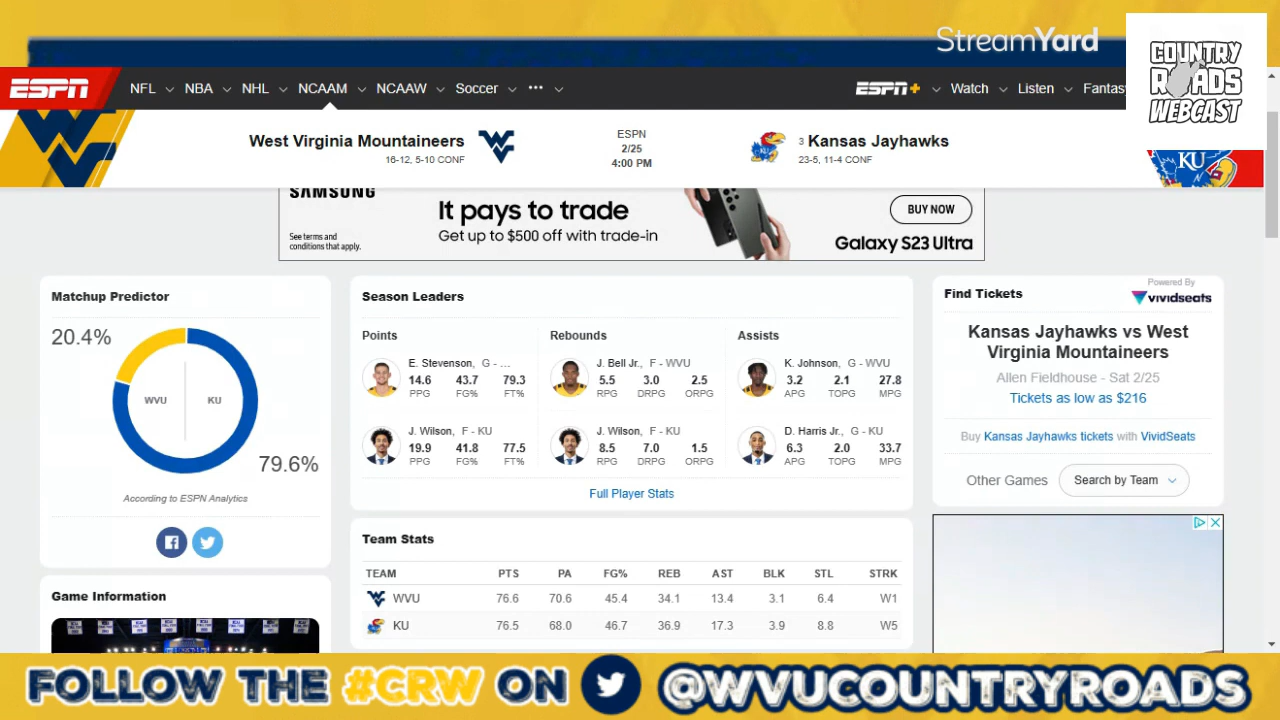 StreamYard
COUNTRY
ROADS
WEBCAST
ESPN
NFL
NBA
NHL
NCAAM
NCAAW
Soccer
•••
ESPN+
Watch
Listen
Fantasy
West Virginia Mountaineers
16-12, 5-10 CONF
WV
ESPN
2/25
4:00 PM
3 Kansas Jayhawks
23-5, 11-4 CONF
KU
SAMSUNG
See terms and
conditions that apply.
It pays to trade
Get up to $500 off with trade-in
BUY NOW
Galaxy S23 Ultra
Matchup Predictor
20.4%
WVU
KU
79.6%
According to ESPN Analytics
Game Information
Season Leaders
Points
E. Stevenson, G - ...
14.6 43.7 79.3
PPG FG% FT%
J. Wilson, F - KU
19.9 41.8 77.5
PPG FG% FT%
Rebounds
J. Bell Jr., F - WVU
5.5 3.0 2.5
RPG DRPG ORPG
J. Wilson, F - KU
8.5 7.0 1.5
RPG DRPG ORPG
Assists
K. Johnson, G - WVU
3.2 2.1 27.8
APG TOPG MPG
D. Harris Jr., G - KU
6.3 2.0 33.7
APG TOPG MPG
Full Player Stats
Team Stats
TEAM PTS PA FG% REB AST BLK STL STRK
WVU 76.6 70.6 45.4 34.1 13.4 3.1 6.4 W1
KU 76.5 68.0 46.7 36.9 17.3 3.9 8.8 W5
Find Tickets
Powered By
vividseats
Kansas Jayhawks vs West
Virginia Mountaineers
Allen Fieldhouse - Sat 2/25
Tickets as low as $216
Buy Kansas Jayhawks tickets with VividSeats
Other Games
Search by Team
FOLLOW THE #CRW ON @WVUCOUNTRYROADS